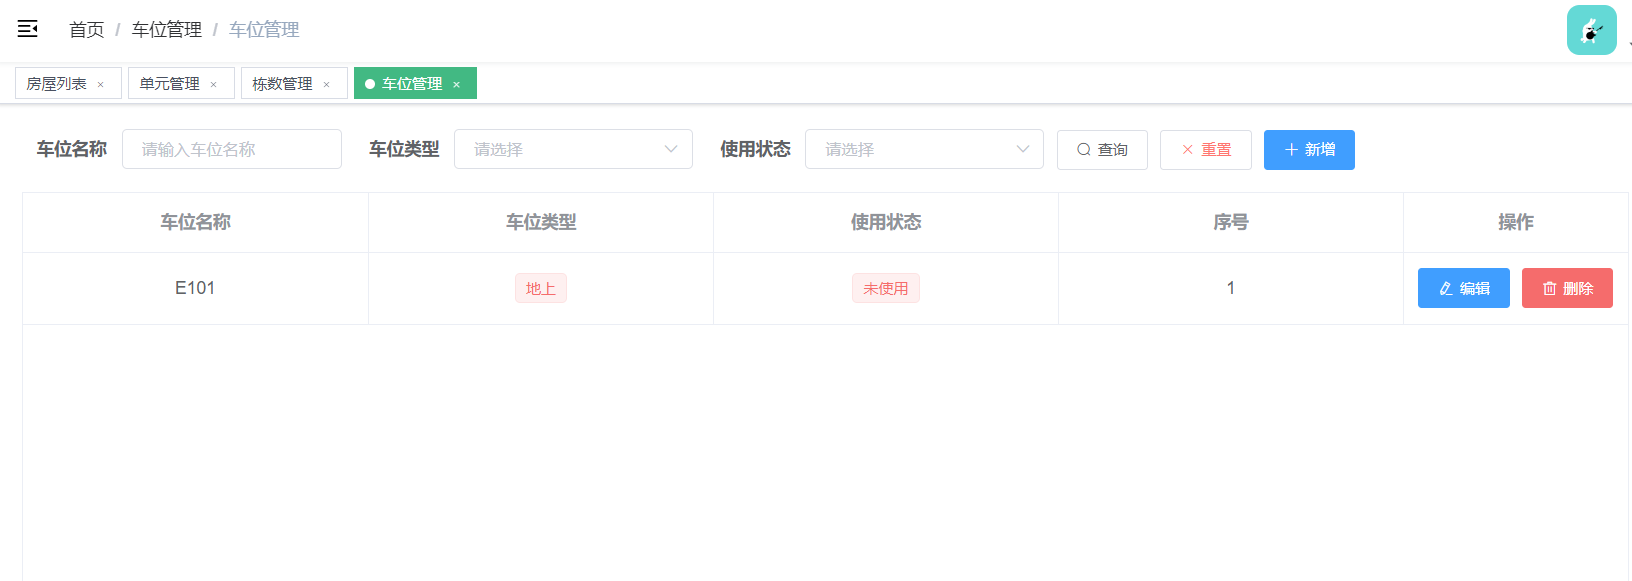 首页 / 车位管理 / 车位管理
房屋列表 × 单元管理 × 栋数管理 × 车位管理 ×
车位名称 请输入车位名称 车位类型 请选择 使用状态 请选择 查询 重置 新增
车位名称 车位类型 使用状态 序号 操作
E101 地上 未使用 1 编辑 删除